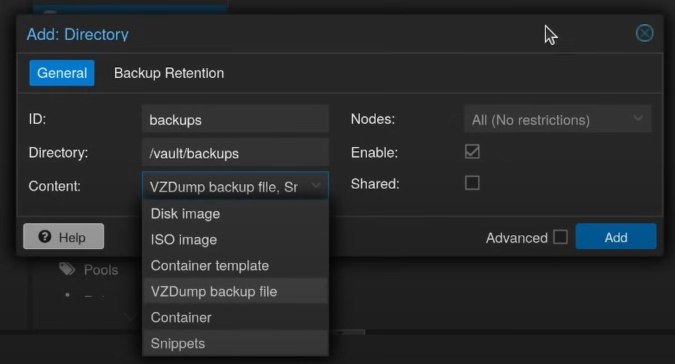 Add: Directory
General Backup Retention
ID: backups Nodes: All (No restrictions)
Directory: /vault/backups Enable:
Content: VZDump backup file, Sr Shared:
Disk image
ISO image
Container template
VZDump backup file
Container
Snippets
Help Advanced Add
Pools